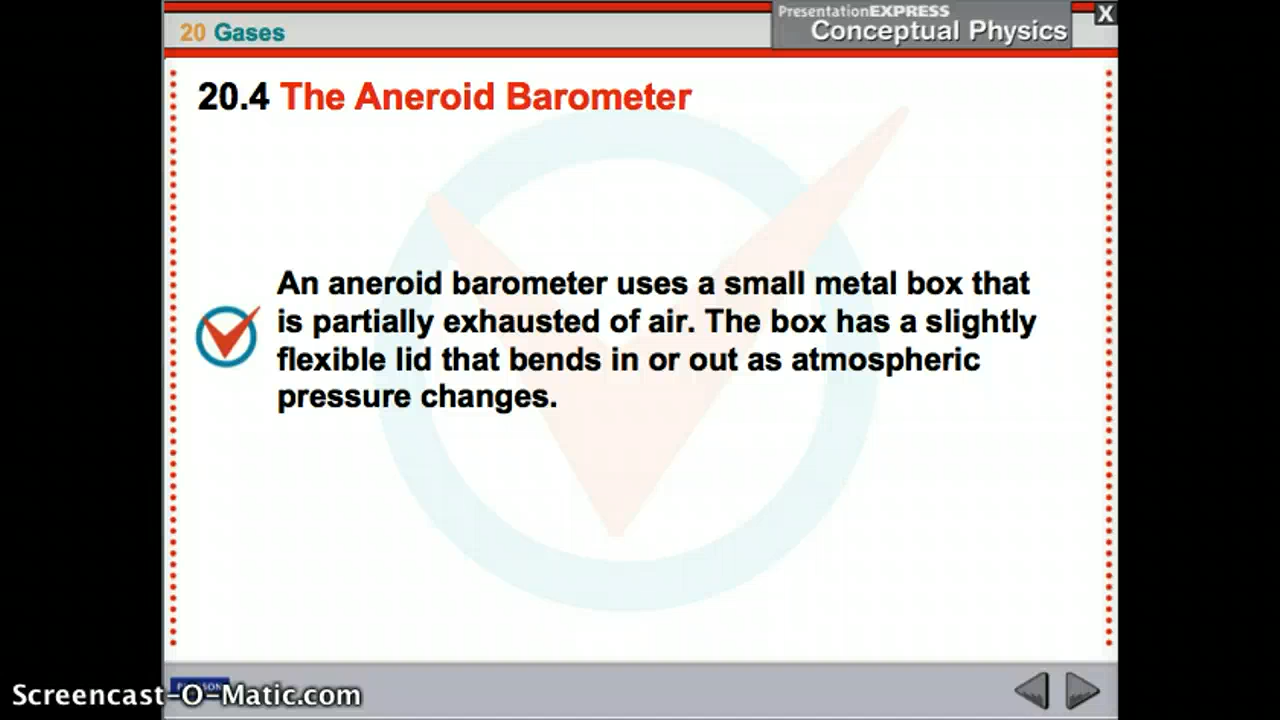 PresentationEXPRESS
X
20 Gases
Conceptual Physics
20.4 The Aneroid Barometer
An aneroid barometer uses a small metal box that
is partially exhausted of air. The box has a slightly
flexible lid that bends in or out as atmospheric
pressure changes.
Screencast-O-Matic.com